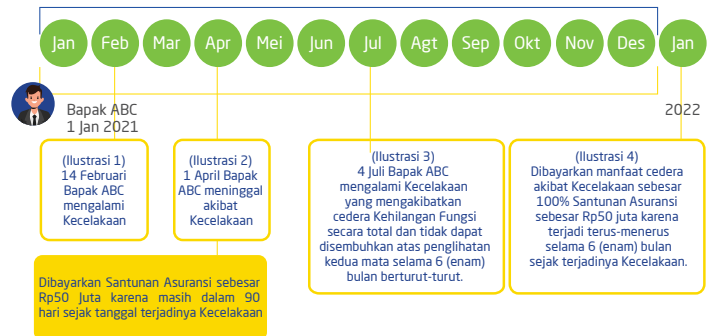 Jan Feb Mar Apr Mei Jun Jul Agt Sep Okt Nov Des Jan
Bapak ABC
1 Jan 2021
2022
(Ilustrasi 1)
14 Februari
Bapak ABC
mengalami
Kecelakaan
(Ilustrasi 2)
1 April Bapak
ABC meninggal
akibat
Kecelakaan
(Ilustrasi 3)
4 Juli Bapak ABC
mengalami Kecelakaan
yang mengakibatkan
cedera Kehilangan Fungsi
secara total dan tidak dapat
disembuhkan atas penglihatan
kedua mata selama 6 (enam)
bulan berturut-turut.
(Ilustrasi 4)
Dibayarkan manfaat cedera
akibat Kecelakaan sebesar
100% Santunan Asuransi
sebesar Rp50 juta karena
terjadi terus-menerus
selama 6 (enam) bulan
sejak terjadinya Kecelakaan.
Dibayarkan Santunan Asuransi sebesar
Rp50 Juta karena masih dalam 90
hari sejak tanggal terjadinya Kecelakaan